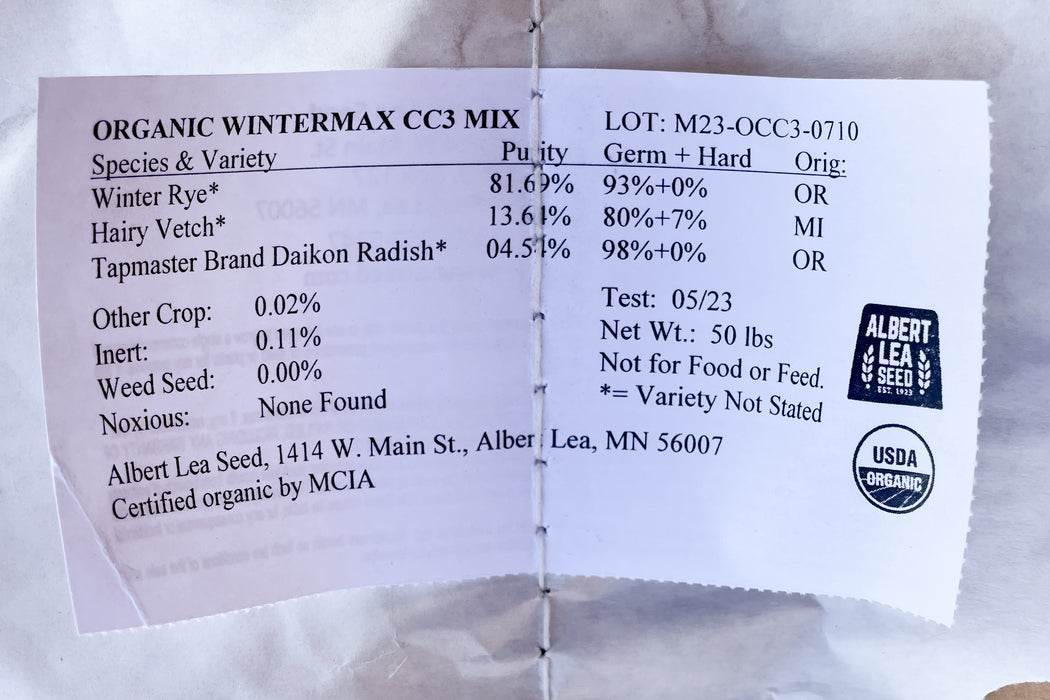 ORGANIC WINTERMAX CC3 MIX LOT: M23-OCC3-0710
Species & Variety Purity Germ + Hard Orig:
Winter Rye* 81.69% 93%+0% OR
Hairy Vetch* 13.64% 80%+7% MI
Tapmaster Brand Daikon Radish* 04.54% 98%+0% OR
Other Crop: 0.02%
Inert: 0.11%
Weed Seed: 0.00%
Noxious: None Found
Test: 05/23
Net Wt.: 50 lbs
Not for Food or Feed.
*= Variety Not Stated
Albert Lea Seed, 1414 W. Main St., Albert Lea, MN 56007
Certified organic by MCIA
ALBERT
LEA
SEED
EST. 1923
USDA
ORGANIC